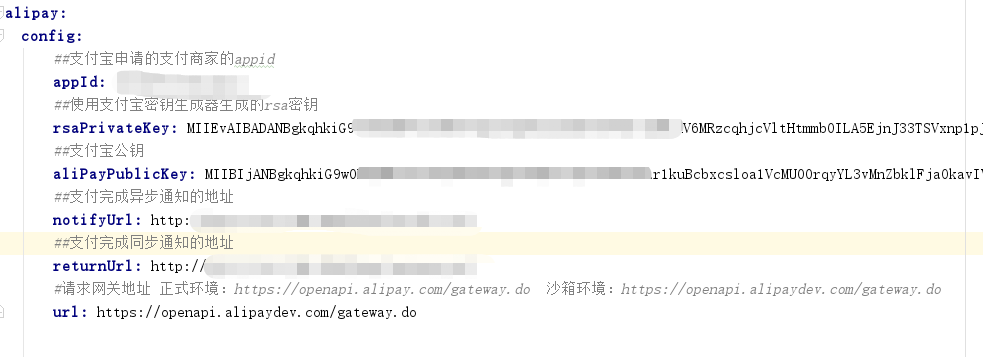 alipay:
config:
##支付宝申请的支付商家的appid
appId:
##使用支付宝密钥生成器生成的rsa密钥
rsaPrivateKey: MIIEvAIBADANBgkqhkiG9 V6MRzcqhjcVltHtmmb0ILA5EjnJ33TSVxnp1pJ
##支付宝公钥
aliPayPublicKey: MIIBIjANBgkqhkiG9w0 r1kuBcbxcsloa1VcMU00rqyYL3vMnZbklFja0kavIV
##支付完成异步通知的地址
notifyUrl: http:
##支付完成同步通知的地址
returnUrl: http://
#请求网关地址 正式环境：https://openapi.alipay.com/gateway.do 沙箱环境：https://openapi.alipaydev.com/gateway.do
url: https://openapi.alipaydev.com/gateway.do